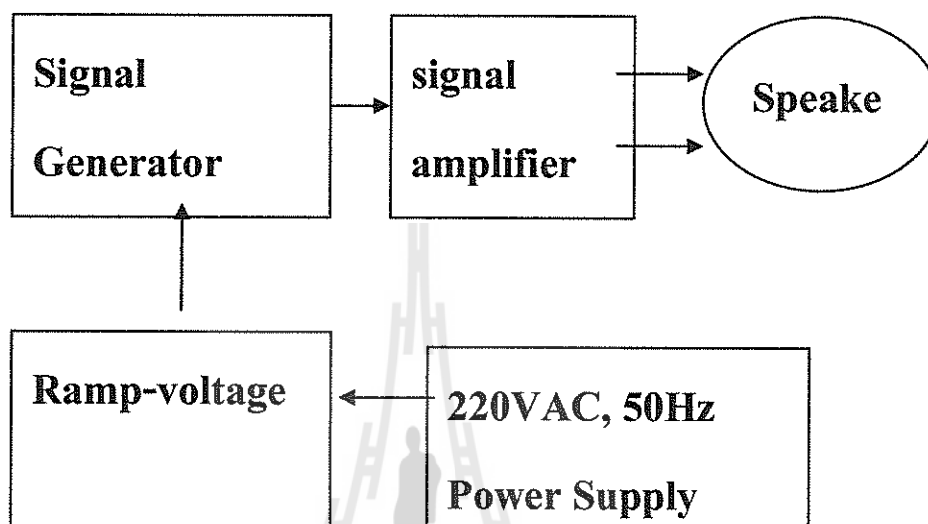 Signal
Generator
signal
amplifier
Speake
Ramp-voltage
220VAC, 50Hz
Power Supply